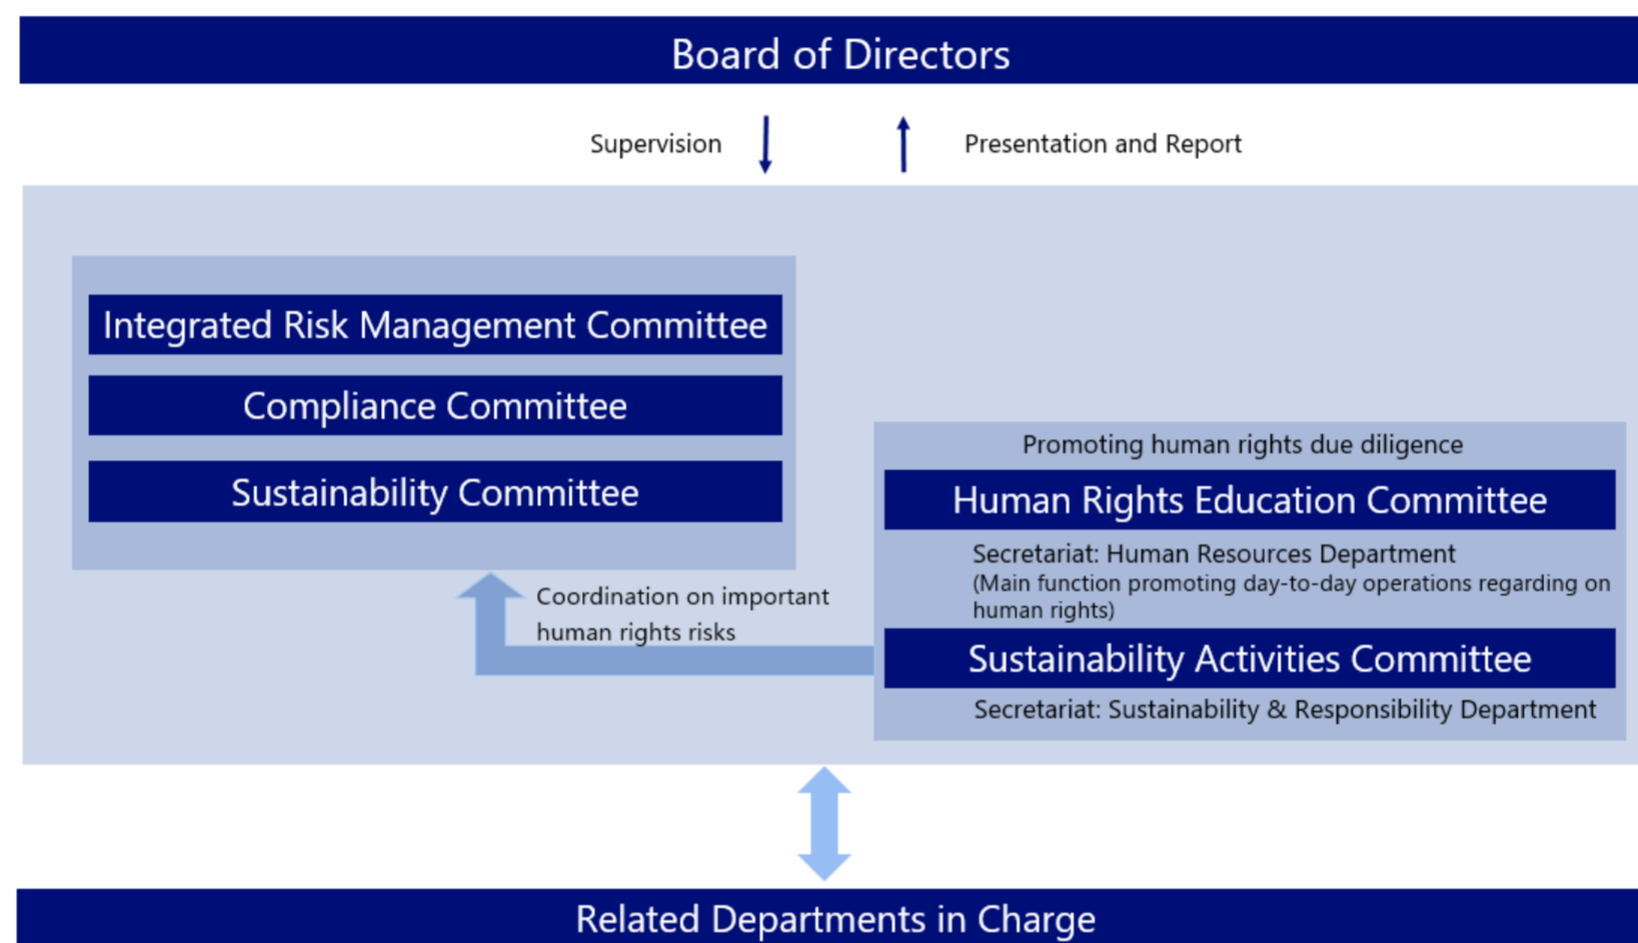 Board of Directors
Supervision
Presentation and Report
Integrated Risk Management Committee
Compliance Committee
Sustainability Committee
Coordination on important
human rights risks
Promoting human rights due diligence
Human Rights Education Committee
Secretariat: Human Resources Department
(Main function promoting day-to-day operations regarding on
human rights)
Sustainability Activities Committee
Secretariat: Sustainability & Responsibility Department
Related Departments in Charge